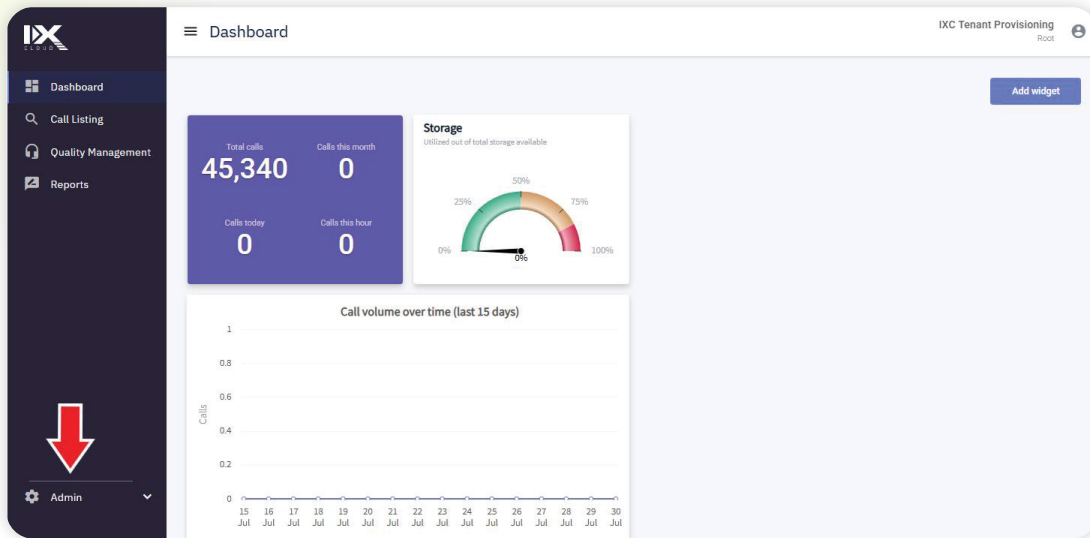 IX
CLOUD
Dashboard
IXC Tenant Provisioning
Root
Dashboard
Call Listing
Quality Management
Reports
Admin
Add widget
Total calls
45,340
Calls this month
0
Calls today
0
Calls this hour
0
Storage
Utilized out of total storage available
50%
25%
75%
0%
100%
0%
Call volume over time (last 15 days)
Calls
1
0.8
0.6
0.4
0.2
0
15 16 17 18 19 20 21 22 23 24 25 26 27 28 29 30
Jul Jul Jul Jul Jul Jul Jul Jul Jul Jul Jul Jul Jul Jul Jul Jul